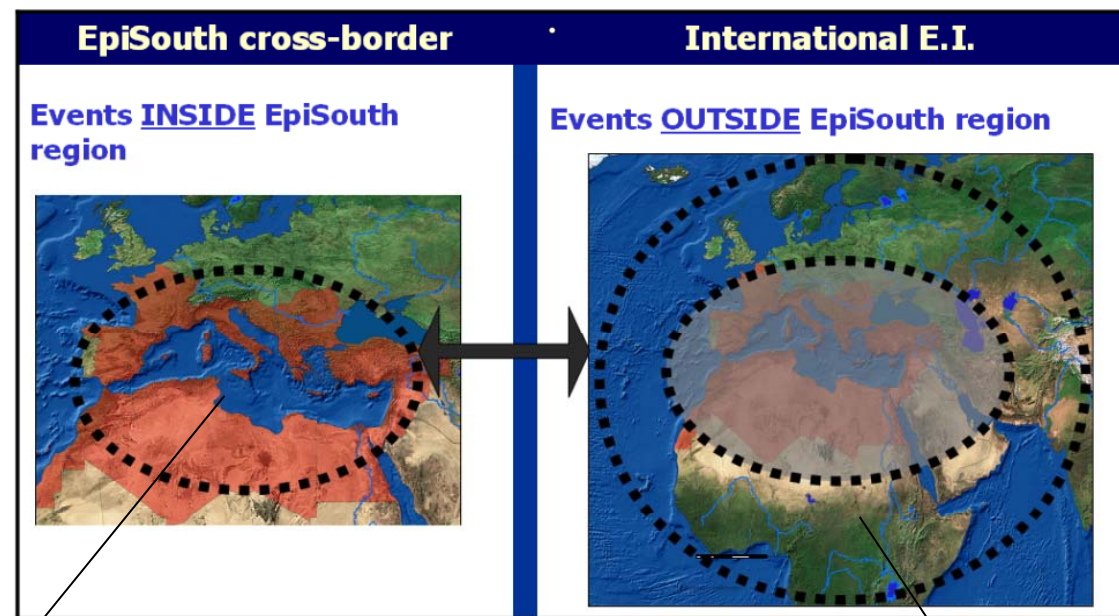 EpiSouth cross-border
International E.I.
Events INSIDE EpiSouth
region
Events OUTSIDE EpiSouth region